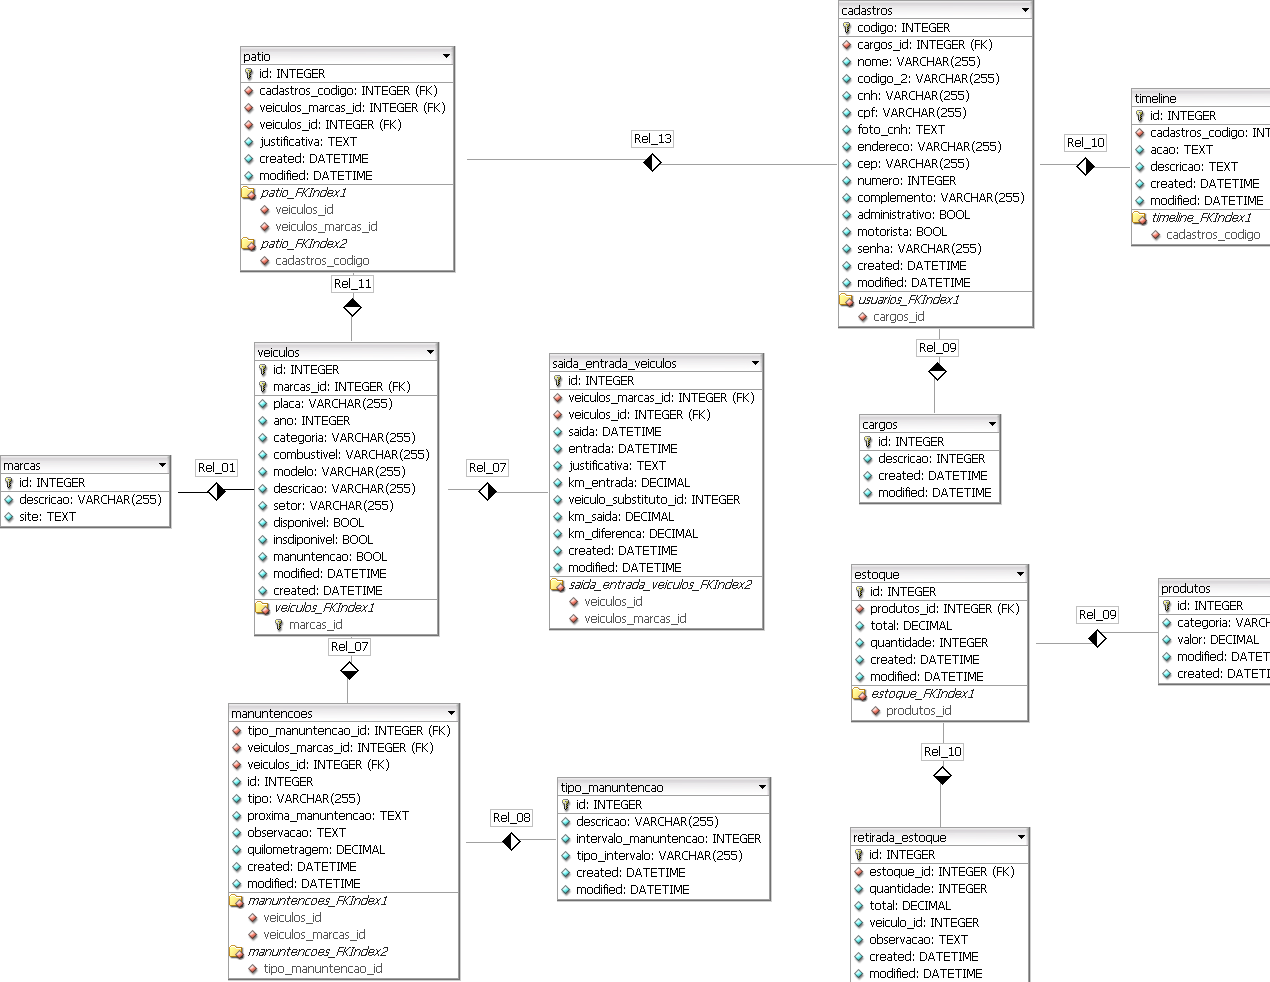 cadastros
codigo: INTEGER
cargos_id: INTEGER (FK)
nome: VARCHAR(255)
codigo_2: VARCHAR(255)
cnh: VARCHAR(255)
cpf: VARCHAR(255)
foto_cnh: TEXT
endereco: VARCHAR(255)
cep: VARCHAR(255)
numero: INTEGER
complemento: VARCHAR(255)
administrativo: BOOL
motorista: BOOL
senha: VARCHAR(255)
created: DATETIME
modified: DATETIME
usuarios_FKIndex1
cargos_id
patio
id: INTEGER
cadastros_codigo: INTEGER (FK)
veiculos_marcas_id: INTEGER (FK)
veiculos_id: INTEGER (FK)
justificativa: TEXT
created: DATETIME
modified: DATETIME
patio_FKIndex1
veiculos_id
veiculos_marcas_id
patio_FKIndex2
cadastros_codigo
Rel_13
Rel_10
timeline
id: INTEGER
cadastros_codigo: INT
acao: TEXT
descricao: TEXT
created: DATETIME
modified: DATETIME
timeline_FKIndex1
cadastros_codigo
Rel_11
Rel_09
veiculos
id: INTEGER
marcas_id: INTEGER (FK)
placa: VARCHAR(255)
ano: INTEGER
categoria: VARCHAR(255)
combustivel: VARCHAR(255)
modelo: VARCHAR(255)
descricao: VARCHAR(255)
setor: VARCHAR(255)
disponivel: BOOL
insdiponivel: BOOL
manuntencao: BOOL
modified: DATETIME
created: DATETIME
veiculos_FKIndex1
marcas_id
saida_entrada_veiculos
id: INTEGER
veiculos_marcas_id: INTEGER (FK)
veiculos_id: INTEGER (FK)
saida: DATETIME
entrada: DATETIME
justificativa: TEXT
km_entrada: DECIMAL
veiculo_substituto_id: INTEGER
km_saida: DECIMAL
km_diferenca: DECIMAL
created: DATETIME
modified: DATETIME
saida_entrada_veiculos_FKIndex2
veiculos_id
veiculos_marcas_id
cargos
id: INTEGER
descricao: INTEGER
created: DATETIME
modified: DATETIME
marcas
id: INTEGER
descricao: VARCHAR(255)
site: TEXT
Rel_01
Rel_07
estoque
id: INTEGER
produtos_id: INTEGER (FK)
total: DECIMAL
quantidade: INTEGER
created: DATETIME
modified: DATETIME
estoque_FKIndex1
produtos_id
Rel_09
produtos
id: INTEGER
categoria: VARCH
valor: DECIMAL
modified: DATET
created: DATETI
Rel_07
manuntencoes
tipo_manuntencao_id: INTEGER (FK)
veiculos_marcas_id: INTEGER (FK)
veiculos_id: INTEGER (FK)
id: INTEGER
tipo: VARCHAR(255)
proxima_manuntencao: TEXT
observacao: TEXT
quilometragem: DECIMAL
created: DATETIME
modified: DATETIME
manuntencoes_FKIndex1
veiculos_id
veiculos_marcas_id
manuntencoes_FKIndex2
tipo_manuntencao_id
Rel_08
tipo_manuntencao
id: INTEGER
descricao: VARCHAR(255)
intervalo_manuntencao: INTEGER
tipo_intervalo: VARCHAR(255)
created: DATETIME
modified: DATETIME
Rel_10
retirada_estoque
id: INTEGER
estoque_id: INTEGER (FK)
quantidade: INTEGER
total: DECIMAL
veiculo_id: INTEGER
observacao: TEXT
created: DATETIME
modified: DATETIME